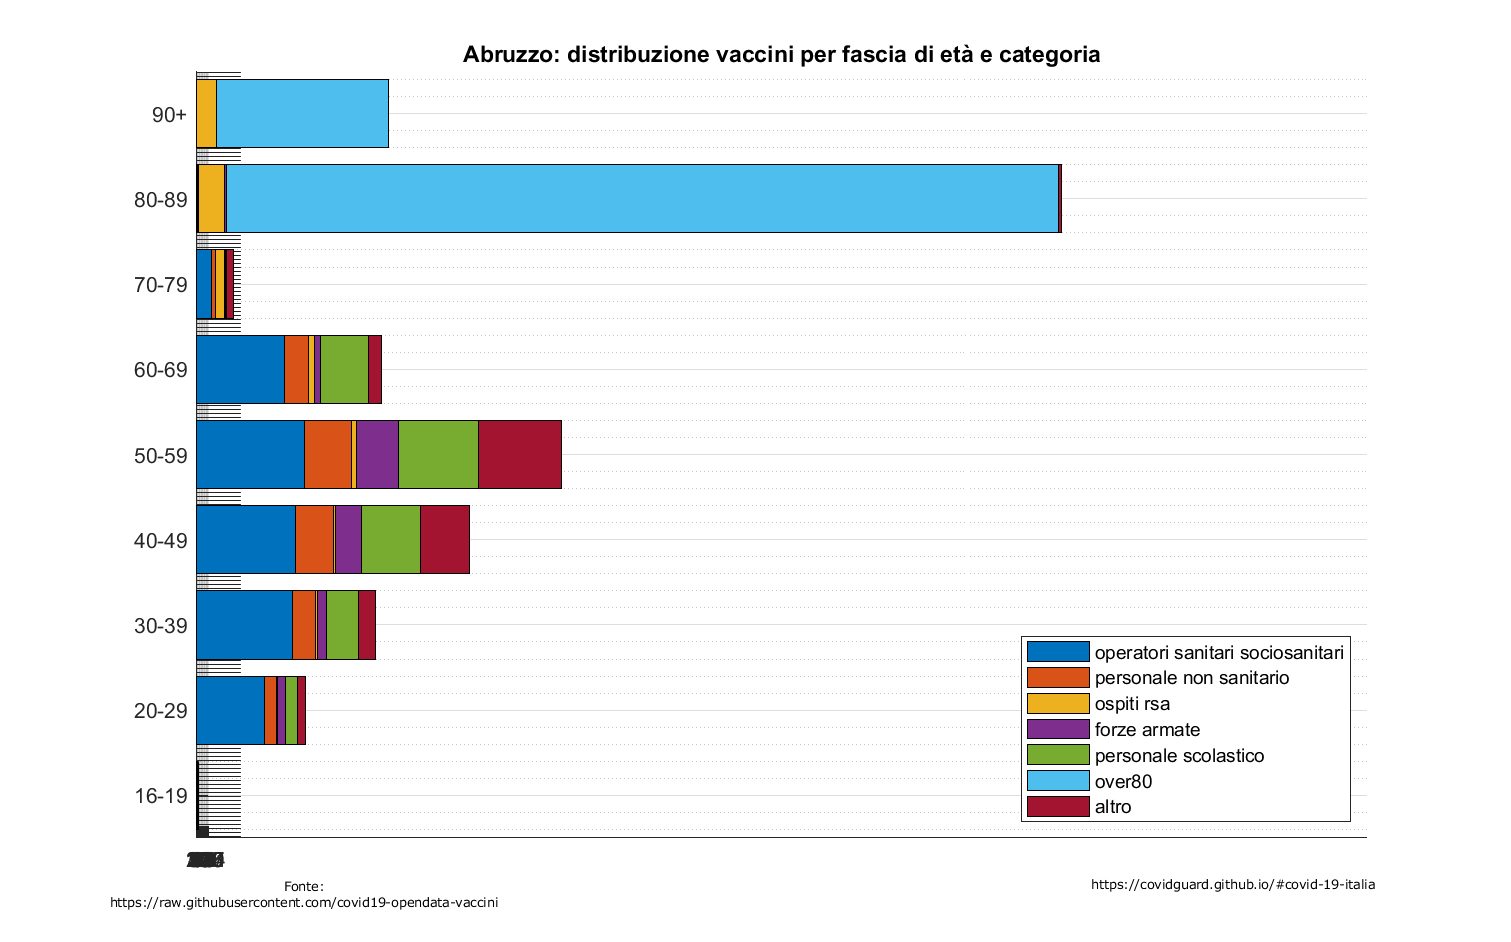 Abruzzo: distribuzione vaccini per fascia di età e categoria
90+
80-89
70-79
60-69
50-59
40-49
30-39
20-29
16-19
operatori sanitari sociosanitari
personale non sanitario
ospiti rsa
forze armate
personale scolastico
over80
altro
Fonte:
https://raw.githubusercontent.com/covid19-opendata-vaccini
https://covidguard.github.io/#covid-19-italia